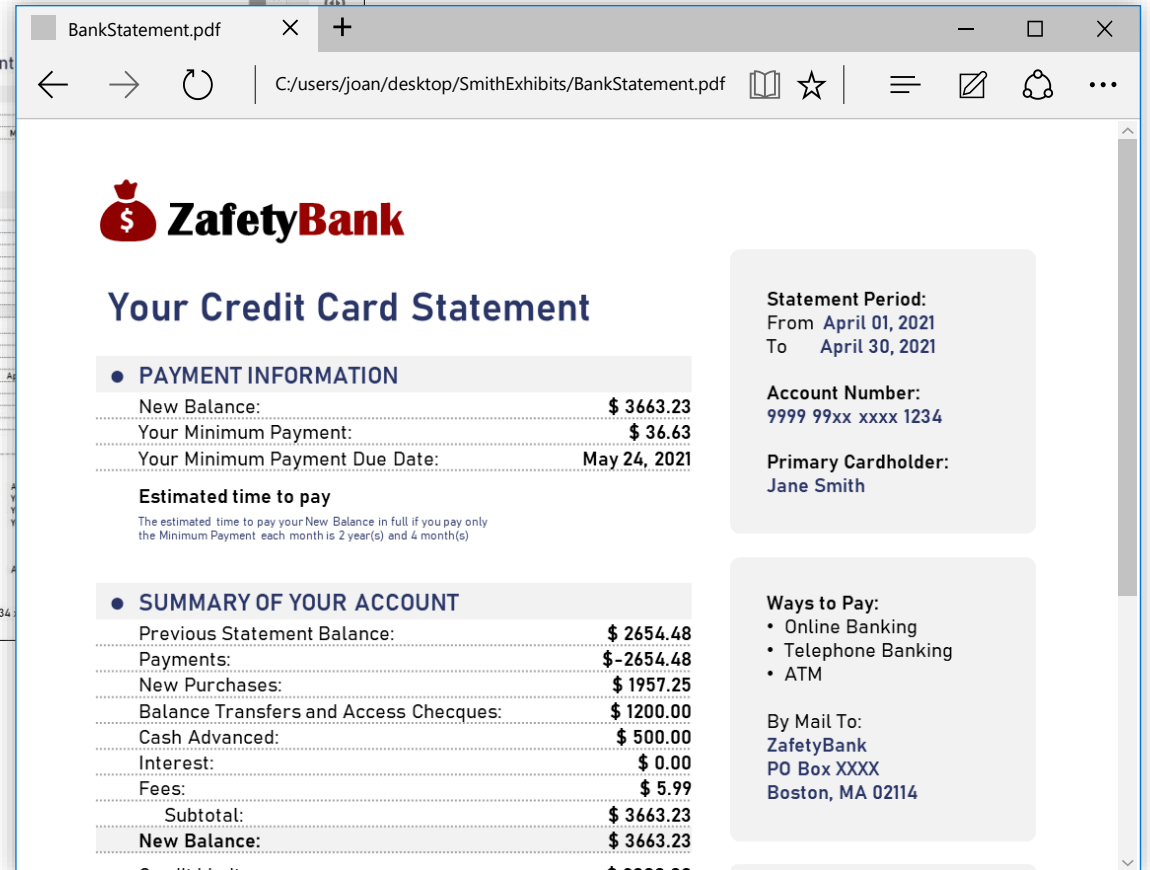 BankStatement.pdf
C:/users/joan/desktop/SmithExhibits/BankStatement.pdf
$ ZafetyBank
Your Credit Card Statement
PAYMENT INFORMATION
New Balance: $ 3663.23
Your Minimum Payment: $ 36.63
Your Minimum Payment Due Date: May 24, 2021
Estimated time to pay
The estimated time to pay your New Balance in full if you pay only
the Minimum Payment each month is 2 year(s) and 4 month(s)
SUMMARY OF YOUR ACCOUNT
Previous Statement Balance: $ 2654.48
Payments: $-2654.48
New Purchases: $ 1957.25
Balance Transfers and Access Checques: $ 1200.00
Cash Advanced: $ 500.00
Interest: $ 0.00
Fees: $ 5.99
Subtotal: $ 3663.23
New Balance: $ 3663.23
Statement Period:
From April 01, 2021
To April 30, 2021
Account Number:
9999 99xx xxxx 1234
Primary Cardholder:
Jane Smith
Ways to Pay:
• Online Banking
• Telephone Banking
• ATM
By Mail To:
ZafetyBank
PO Box XXXX
Boston, MA 02114